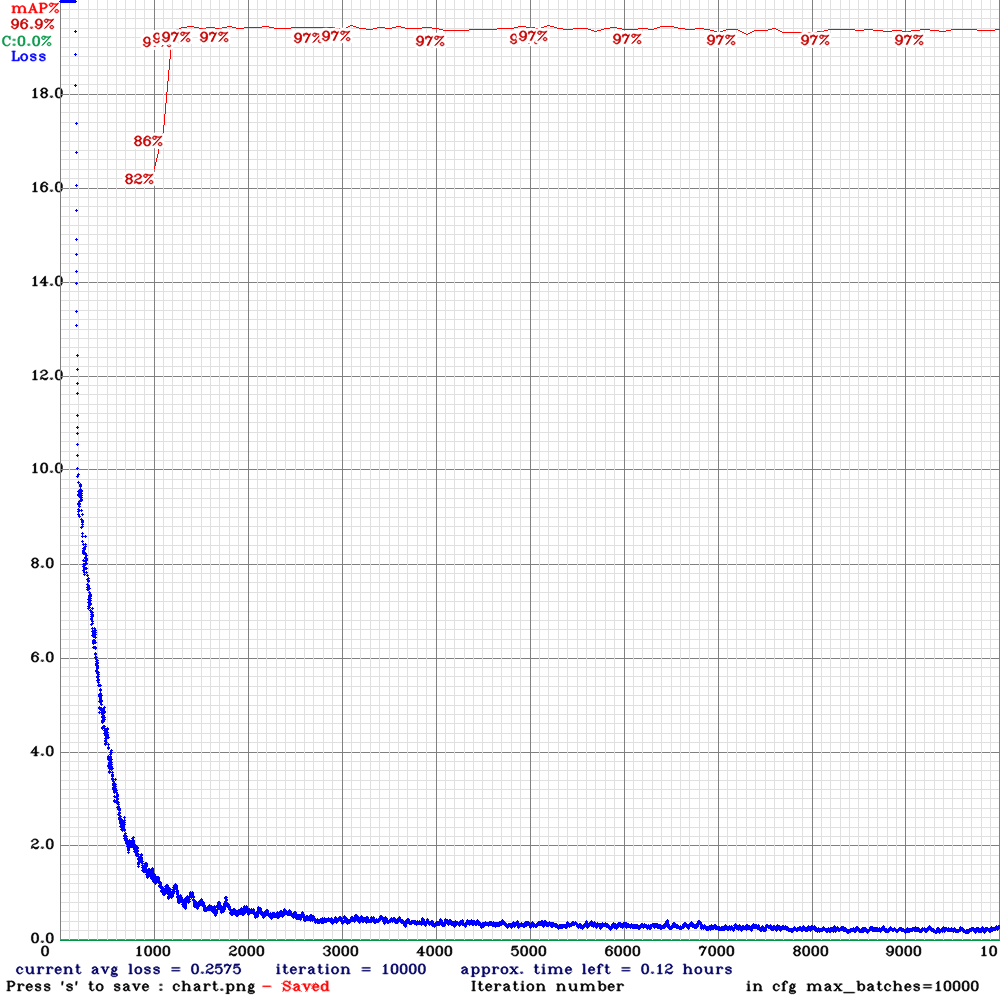 mAP%
96.9%
C:0.0%
Loss
97% 97% 97% 97% 97% 97% 97% 97% 97% 97%
18.0
86%
82%
16.0
14.0
12.0
10.0
8.0
6.0
4.0
2.0
0.0
0 1000 2000 3000 4000 5000 6000 7000 8000 9000 10
current avg loss = 0.2575 iteration = 10000 approx. time left = 0.12 hours
Press 's' to save : chart.png - Saved Iteration number in cfg max_batches=10000